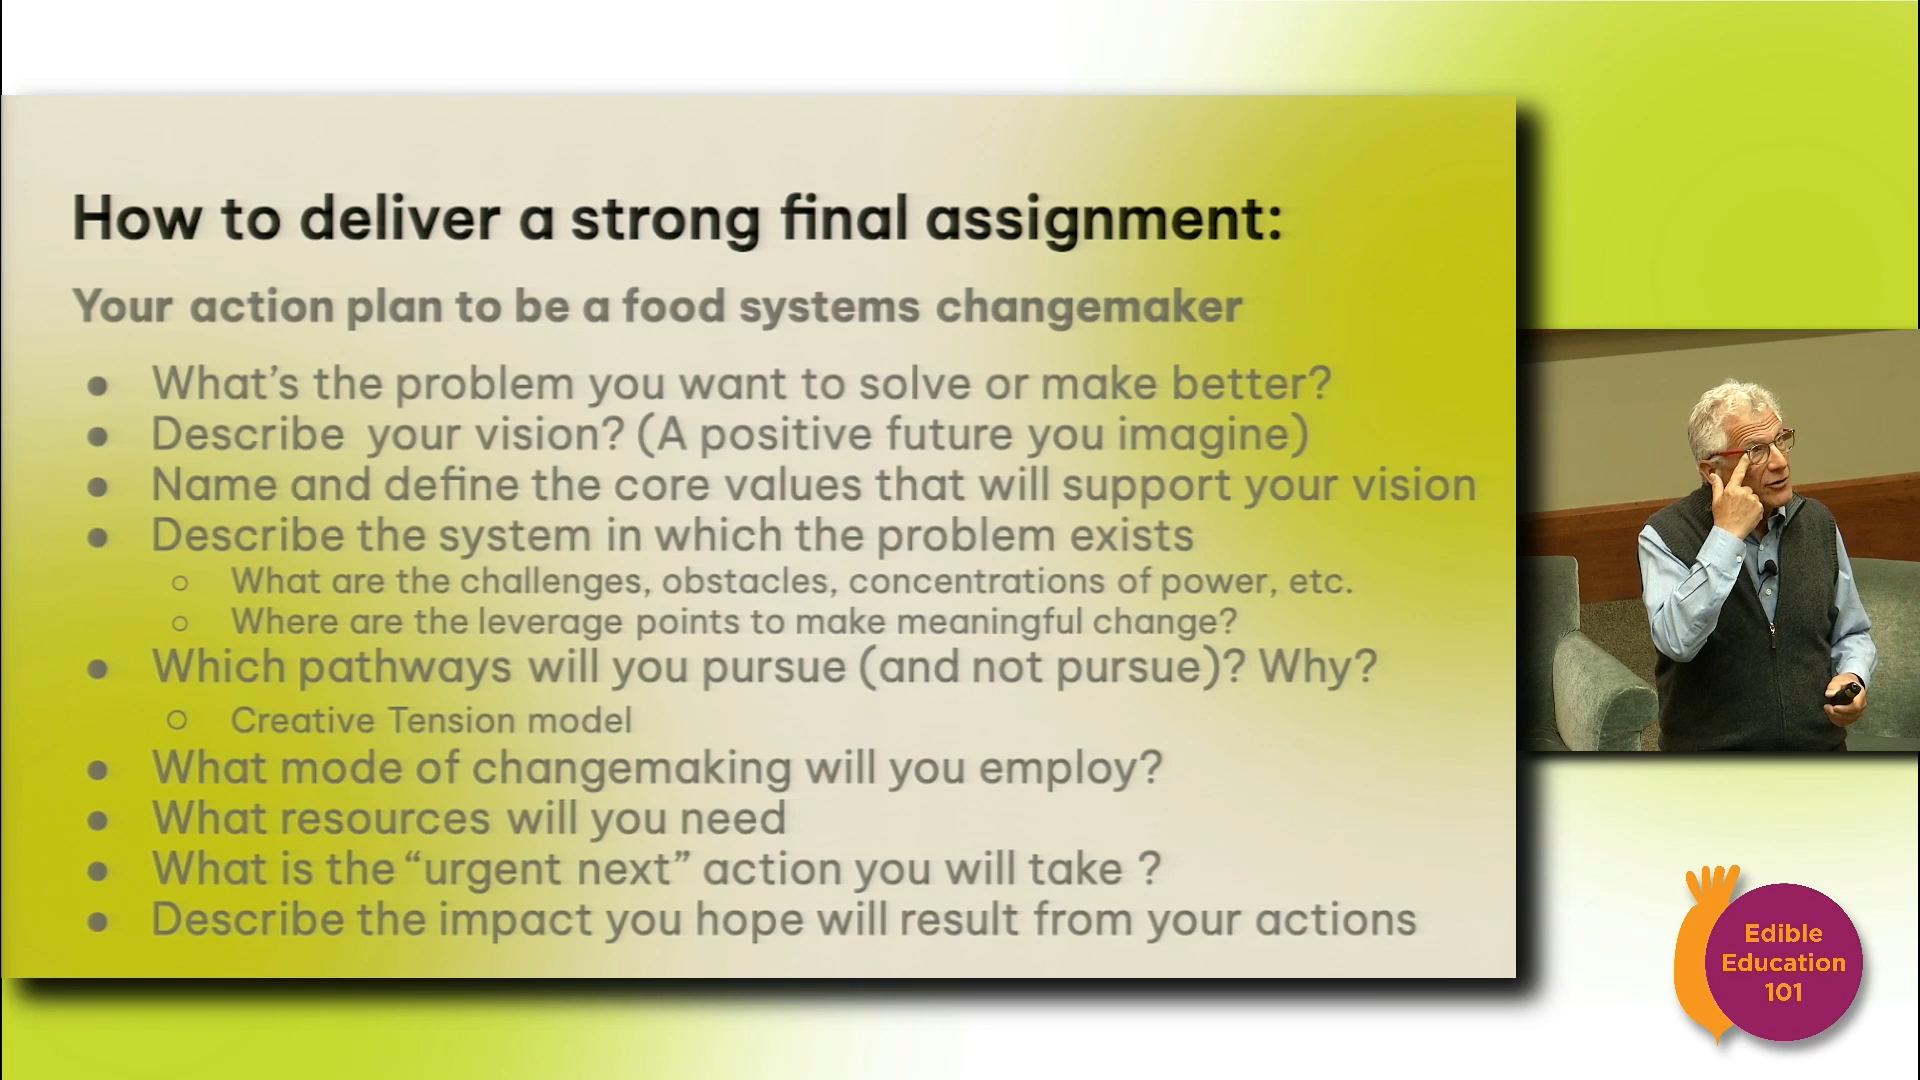 How to deliver a strong final assignment:
Your action plan to be a food systems changemaker
● What's the problem you want to solve or make better?
● Describe your vision? (A positive future you imagine)
● Name and define the core values that will support your vision
● Describe the system in which the problem exists
○ What are the challenges, obstacles, concentrations of power, etc.
○ Where are the leverage points to make meaningful change?
● Which pathways will you pursue (and not pursue)? Why?
○ Creative Tension model
● What mode of changemaking will you employ?
● What resources will you need
● What is the “urgent next” action you will take ?
● Describe the impact you hope will result from your actions
Edible
Education
101